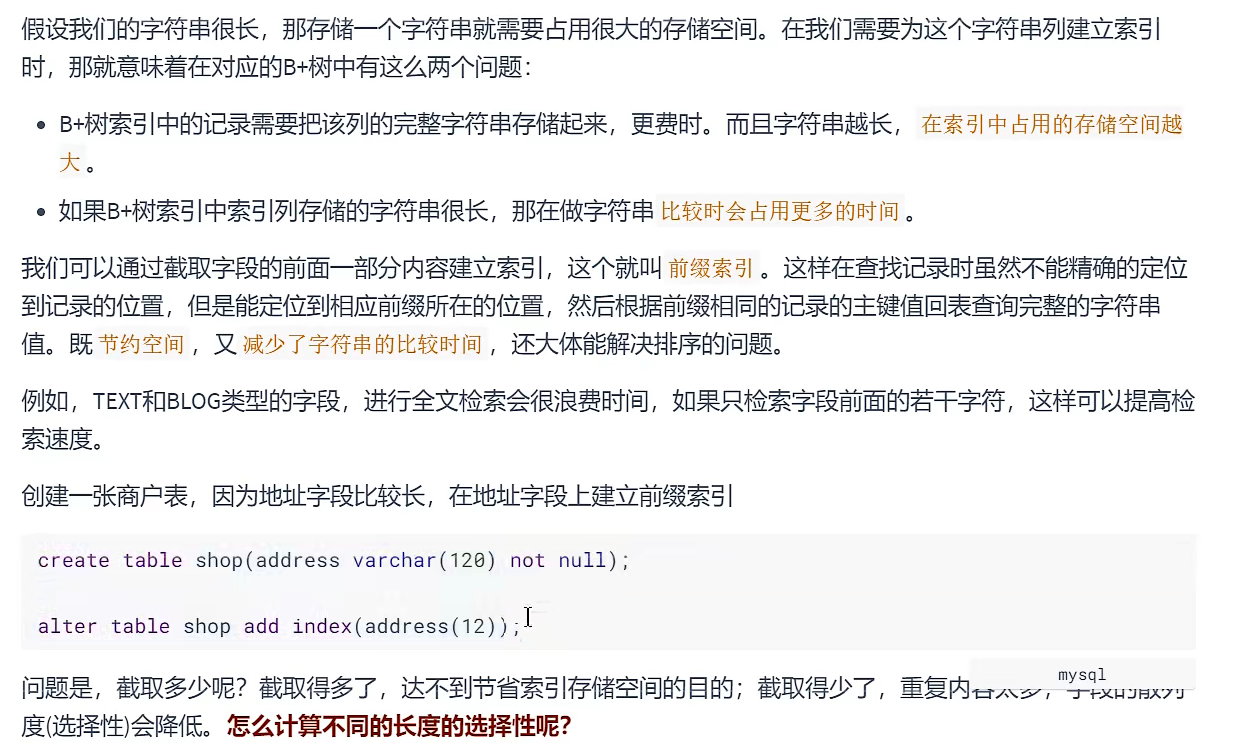 假设我们的字符串很长，那存储一个字符串就需要占用很大的存储空间。在我们需要为这个字符串列建立索引
时，那就意味着在对应的B+树中有这么两个问题：
B+树索引中的记录需要把该列的完整字符串存储起来，更费时。而且字符串越长，在索引中占用的存储空间越
大。
如果B+树索引中索引列存储的字符串很长，那在做字符串比较时会占用更多的时间。
我们可以通过截取字段的前面一部分内容建立索引，这个就叫前缀索引。这样在查找记录时虽然不能精确的定位
到记录的位置，但是能定位到相应前缀所在的位置，然后根据前缀相同的记录的主键值回表查询完整的字符串
值。既节约空间，又减少了字符串的比较时间，还大体能解决排序的问题。
例如，TEXT和BLOG类型的字段，进行全文检索会很浪费时间，如果只检索字段前面的若干字符，这样可以提高检
索速度。
创建一张商户表，因为地址字段比较长，在地址字段上建立前缀索引
create table shop(address varchar(120) not null);
alter table shop add index(address(12));
mysql
问题是，截取多少呢？截取得多了，达不到节省索引存储空间的目的；截取得少了，重复内容太多，字段的散列
度(选择性)会降低。怎么计算不同的长度的选择性呢？